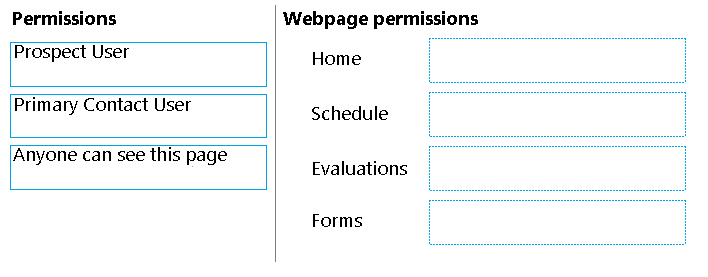 Permissions
Prospect User
Primary Contact User
Anyone can see this page
Webpage permissions
Home
Schedule
Evaluations
Forms